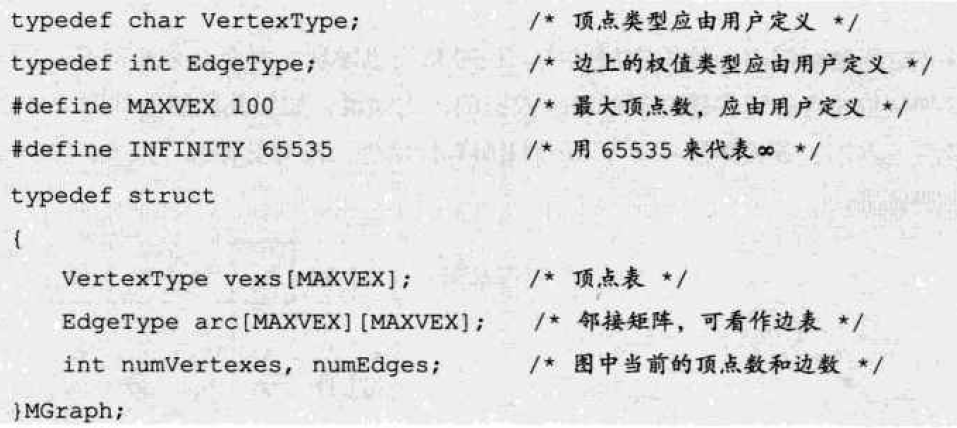 typedef char VertexType; /* 顶点类型应由用户定义 */
typedef int EdgeType; /* 边上的权值类型应由用户定义 */
#define MAXVEX 100 /* 最大顶点数，应由用户定义 */
#define INFINITY 65535 /* 用 65535 来代表∞ */
typedef struct
{
VertexType vexs[MAXVEX]; /* 顶点表 */
EdgeType arc[MAXVEX][MAXVEX]; /* 邻接矩阵，可看作边表 */
int numVertexes, numEdges; /* 图中当前的顶点数和边数 */
}MGraph;